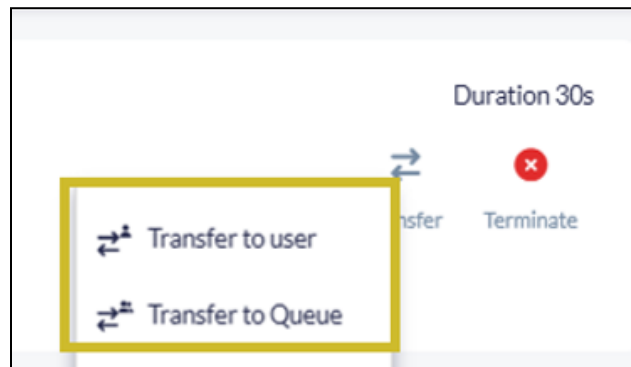 Duration 30s
nsfer Terminate
Transfer to user
Transfer to Queue